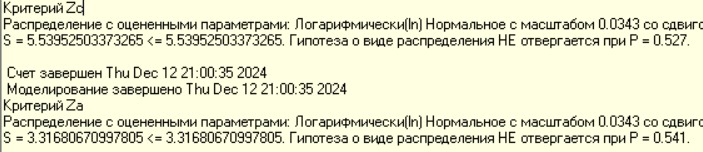 Критерий Zc
Распределение с оцененными параметрами: Логарифмически(ln) Нормальное с масштабом 0.0343 со сдвиго
S = 5.53952503373265 <= 5.53952503373265. Гипотеза о виде распределения НЕ отвергается при P = 0.527.
Счет завершен Thu Dec 12 21:00:35 2024
Моделирование завершено Thu Dec 12 21:00:35 2024
Критерий Za
Распределение с оцененными параметрами: Логарифмически(ln) Нормальное с масштабом 0.0343 со сдвиго
S = 3.31680670997805 <= 3.31680670997805. Гипотеза о виде распределения НЕ отвергается при P = 0.541.